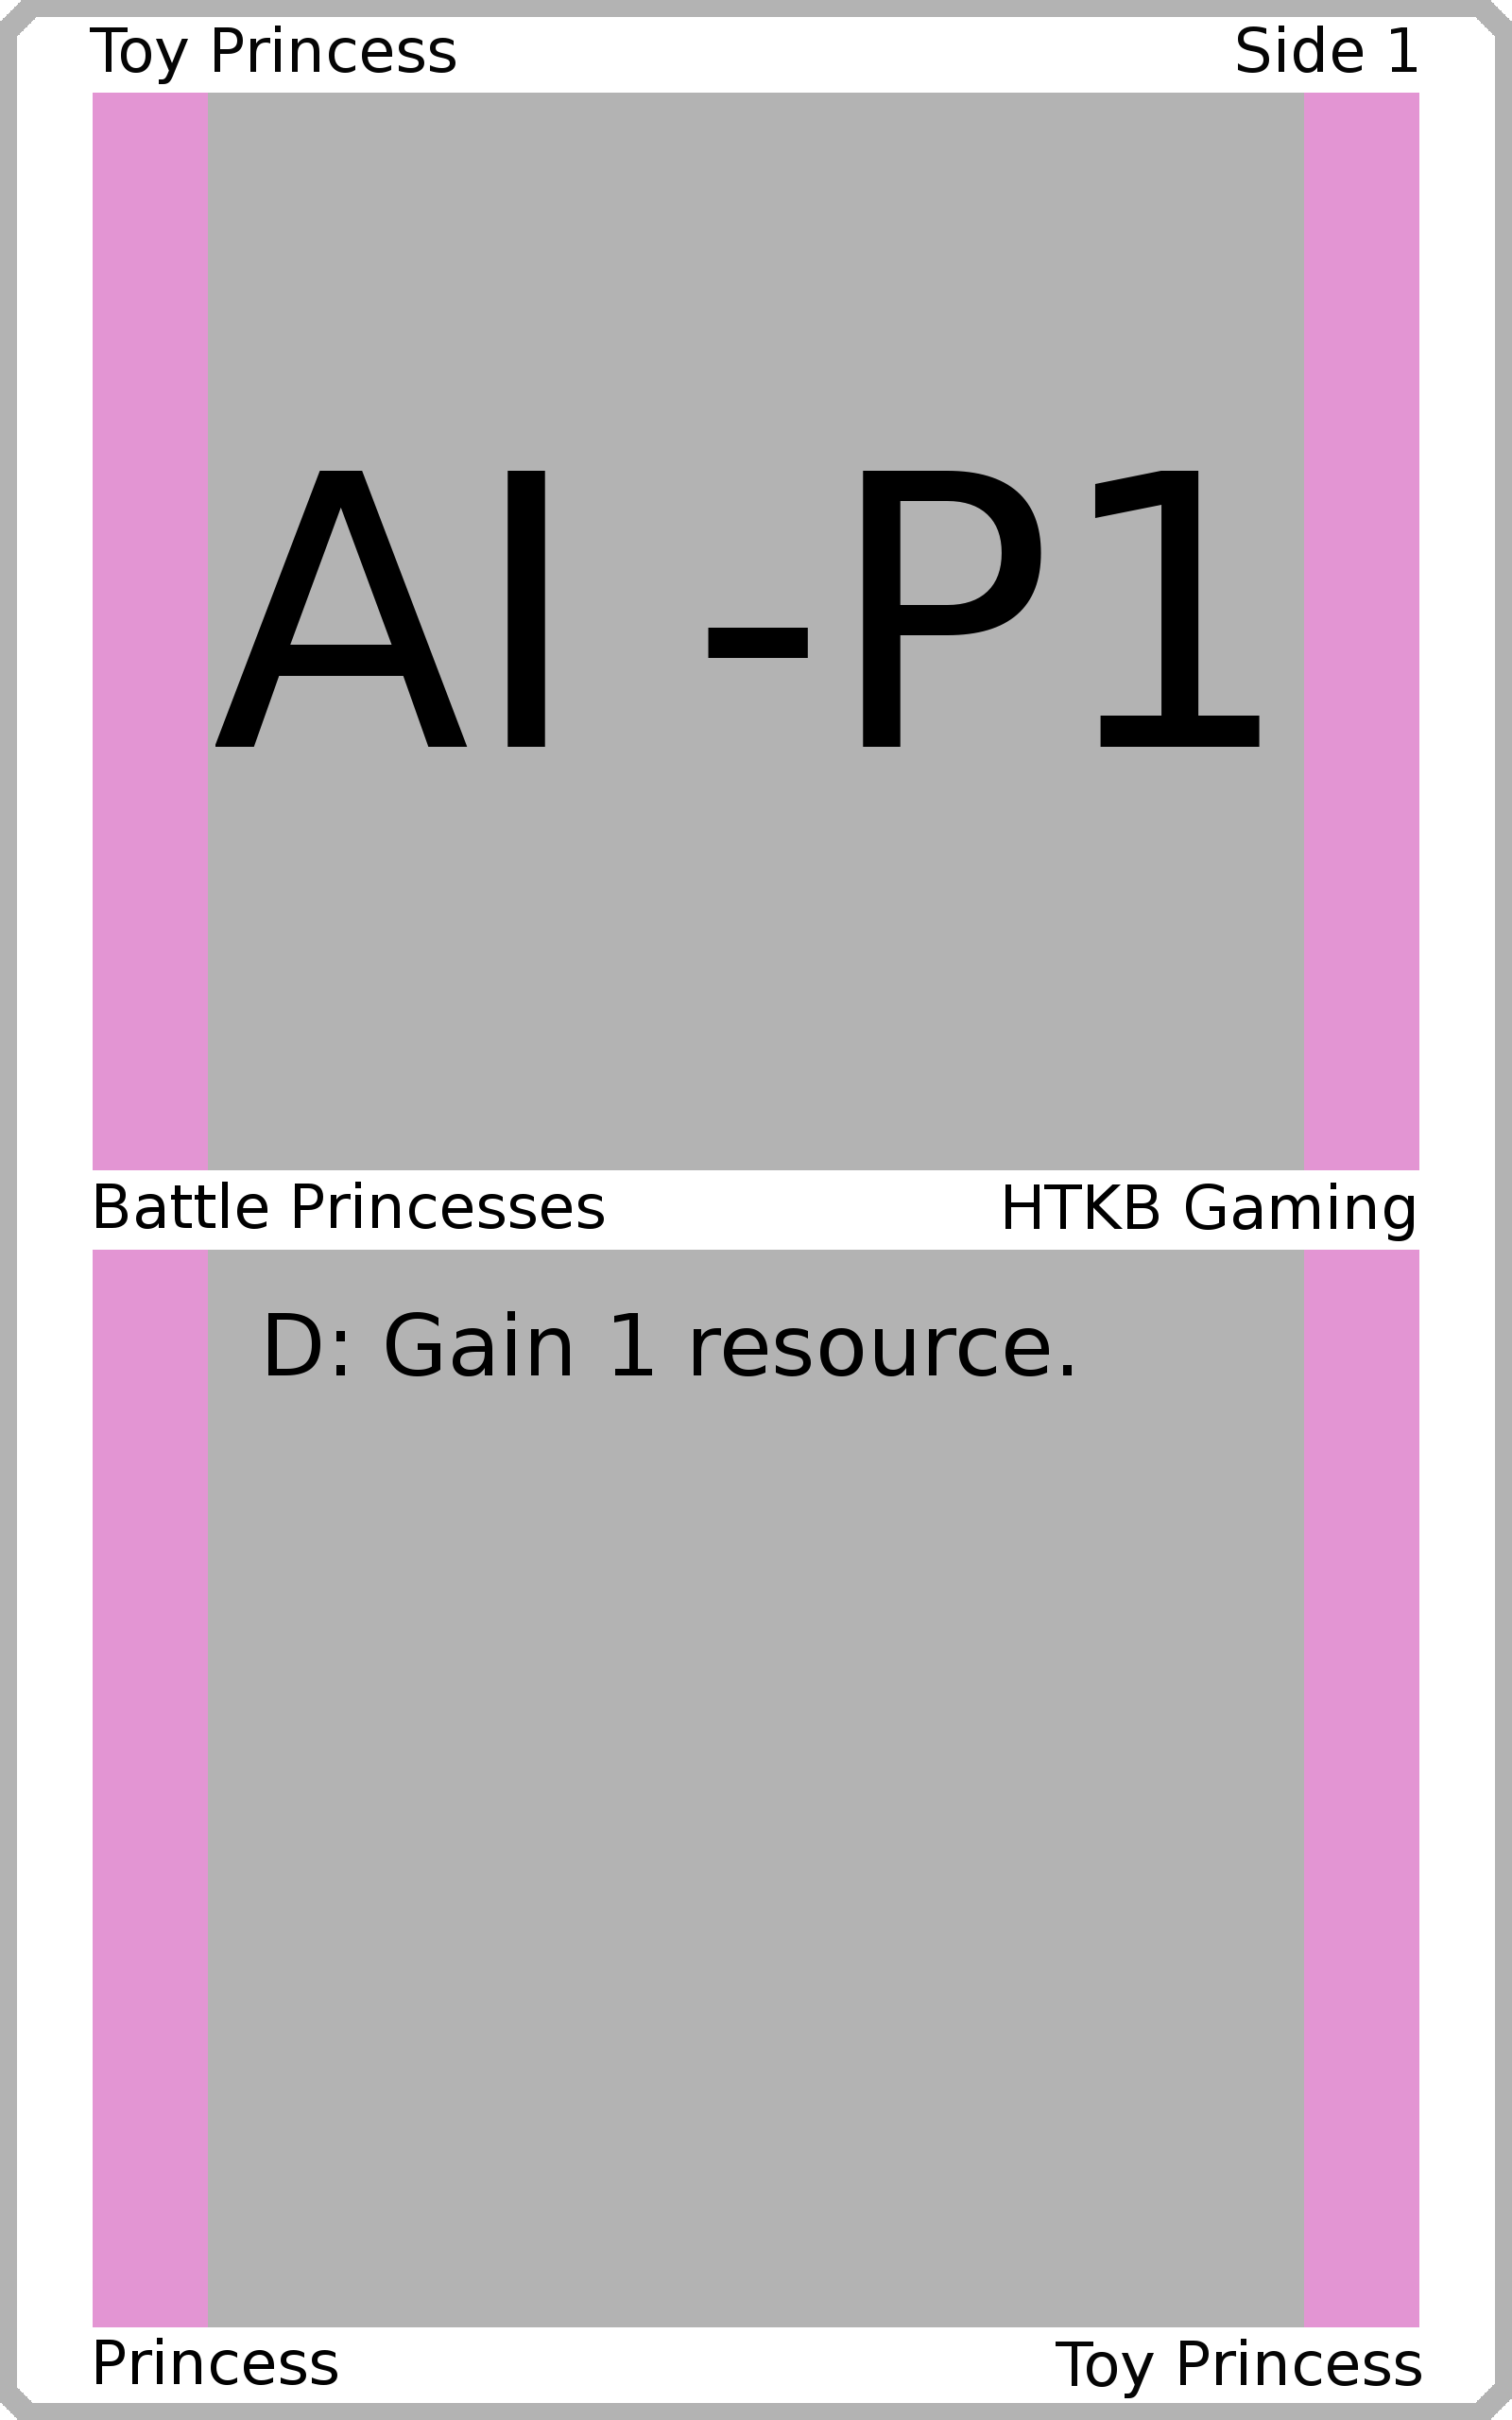 Toy Princess
Side 1
AI -P1
Battle Princesses
HTKB Gaming
D: Gain 1 resource.
Princess
Toy Princess